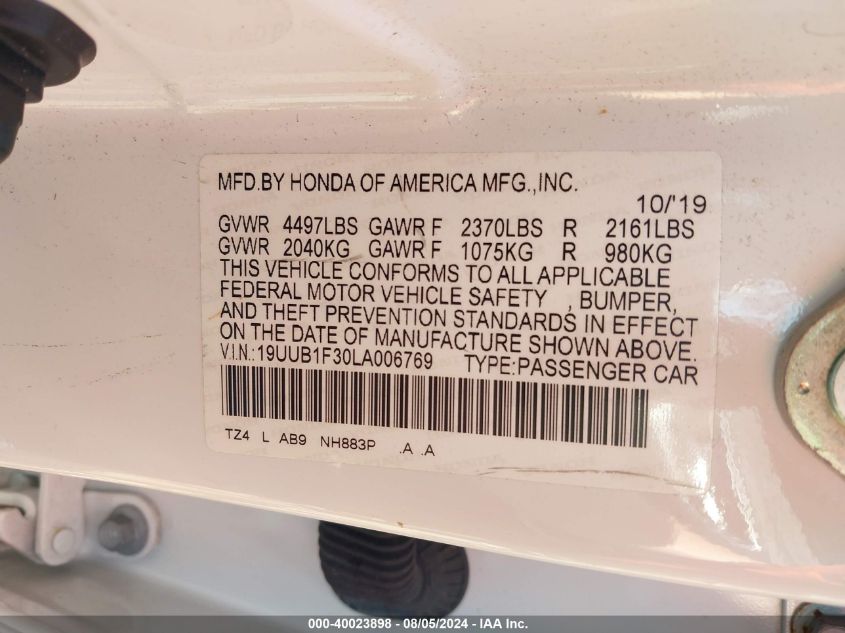 MFD.BY HONDA OF AMERICA MFG.,INC.
10/'19
GVWR 4497LBS GAWR F 2370LBS R 2161LBS
GVWR 2040KG GAWR F 1075KG R 980KG
THIS VEHICLE CONFORMS TO ALL APPLICABLE
FEDERAL MOTOR VEHICLE SAFETY , BUMPER,
AND THEFT PREVENTION STANDARDS IN EFFECT
ON THE DATE OF MANUFACTURE SHOWN ABOVE.
V.I.N.:19UUB1F30LA006769 TYPE:PASSENGER CAR
TZ4 L AB9 NH883P .A .A
000-40023898 - 08/05/2024 - IAA Inc.